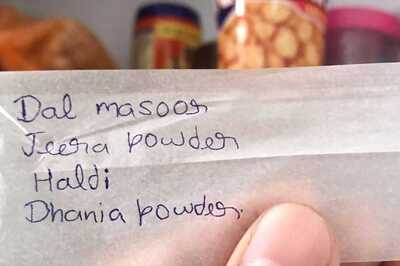 Dal masoor
Jeera powder
Haldi
Dhania powder.